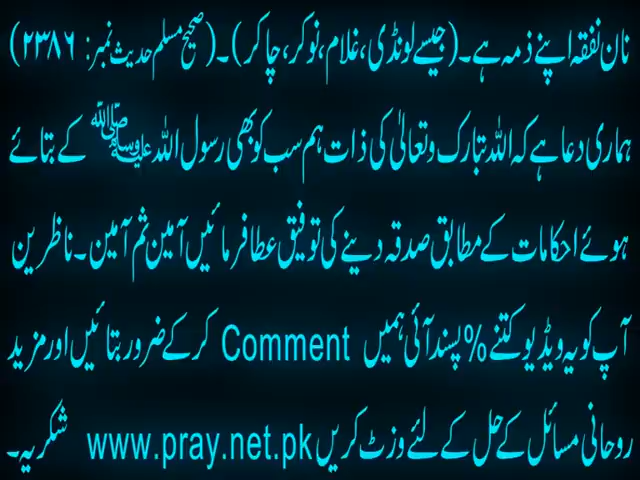 نان نفقہ اپنے ذمہ ہے۔(جیسے لونڈی، غلام، نوکر، چاکر)۔(صحیح مسلم حدیث نمبر: ۲۳۸۶)
ہماری دعا ہے کہ اللہ تبارک وتعالیٰ کی ذات ہم سب کو بھی رسول اللہ ﷺ کے بتائے
ہوئے احکامات کے مطابق صدقہ دینے کی توفیق عطا فرمائیں آمین ثم آمین۔ناظرین
آپ کو یہ ویڈیو کتنے % پسند آئی ہمیں Comment کر کے ضرور بتائیں اور مزید
روحانی مسائل کے حل کے لئے وزٹ کریں www.pray.net.pk شکریہ۔